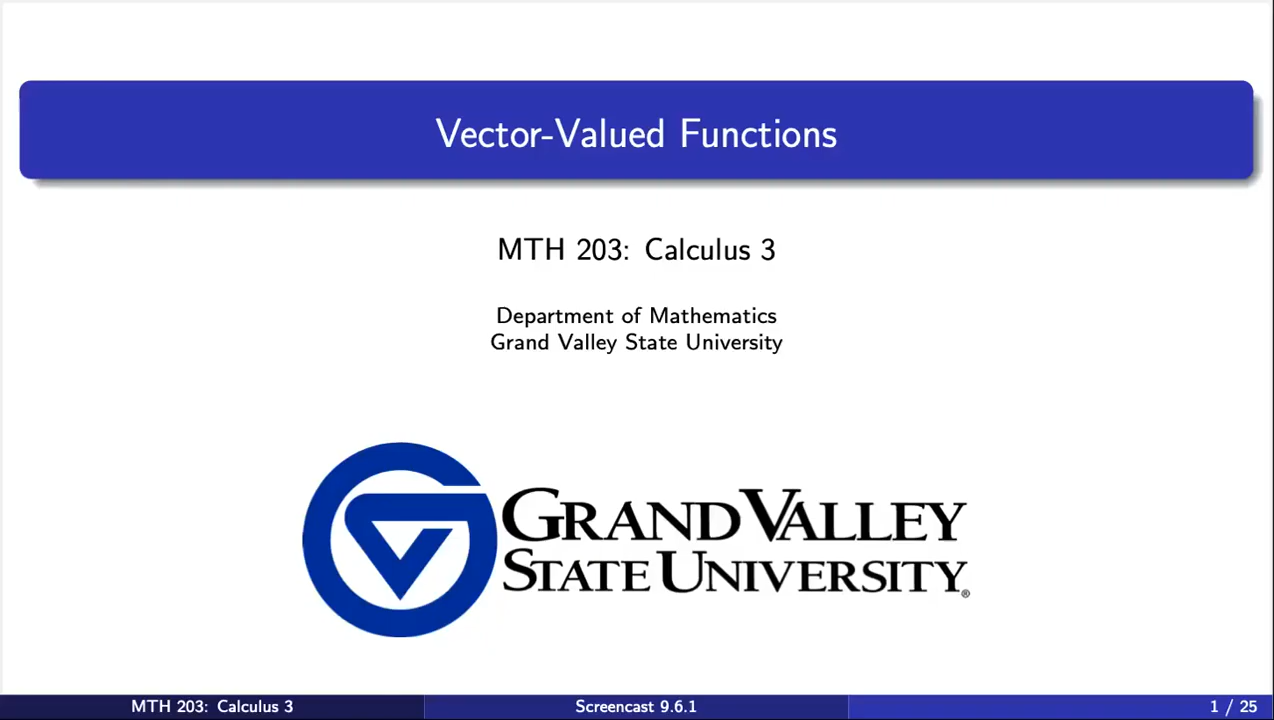 Vector-Valued Functions
MTH 203: Calculus 3
Department of Mathematics
Grand Valley State University
GRAND VALLEY
STATE UNIVERSITY®
MTH 203: Calculus 3
Screencast 9.6.1
1 / 25